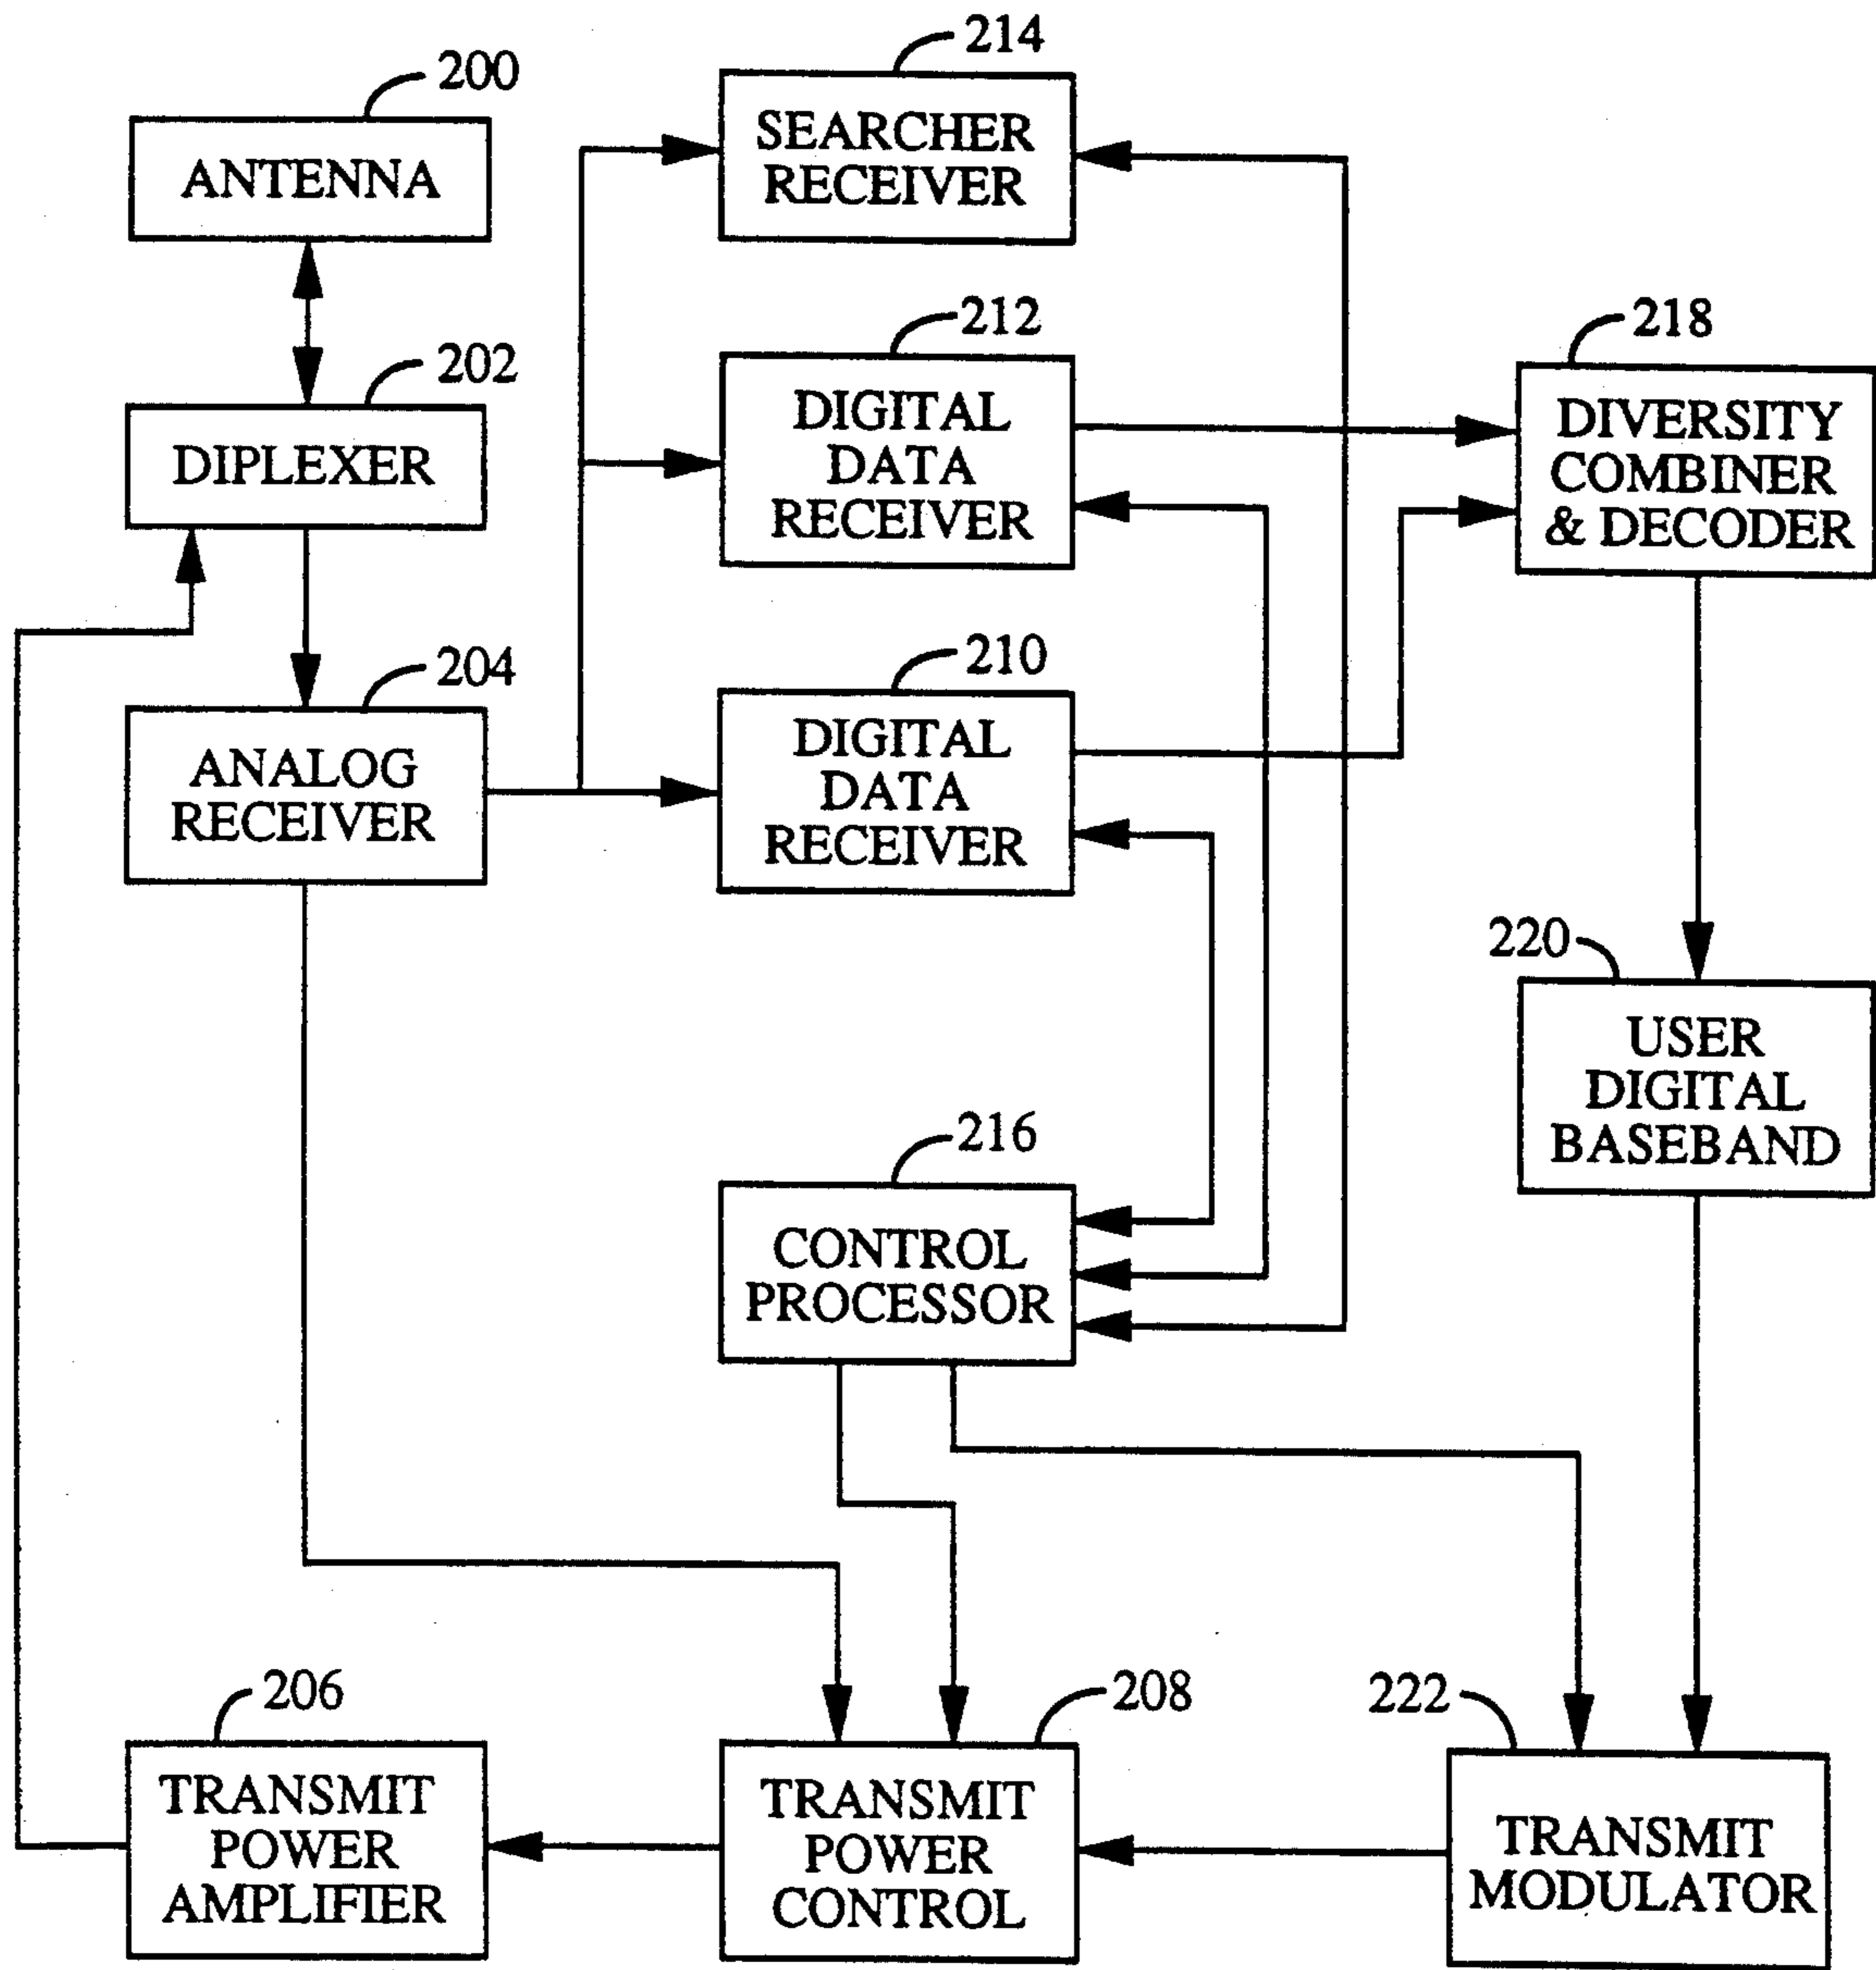 200
ANTENNA
202
DIPLEXER
204
ANALOG
RECEIVER
214
SEARCHER
RECEIVER
212
DIGITAL
DATA
RECEIVER
210
DIGITAL
DATA
RECEIVER
218
DIVERSITY
COMBINER
& DECODER
220
USER
DIGITAL
BASEBAND
216
CONTROL
PROCESSOR
206
TRANSMIT
POWER
AMPLIFIER
208
TRANSMIT
POWER
CONTROL
222
TRANSMIT
MODULATOR